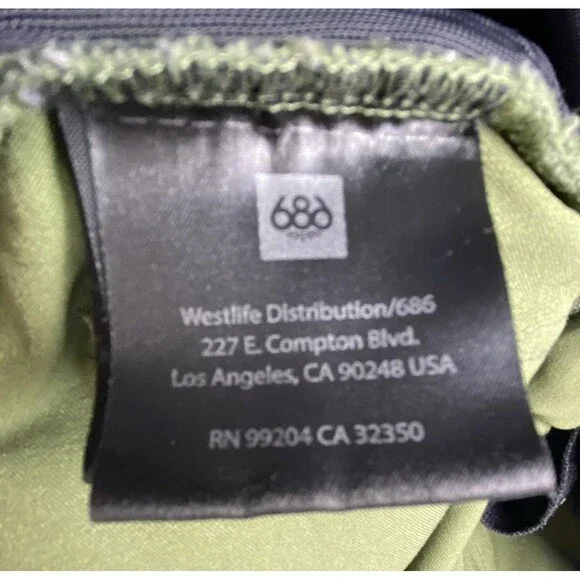 686
Westlife Distribution/686
227 E. Compton Blvd.
Los Angeles, CA 90248 USA
RN 99204 CA 32350